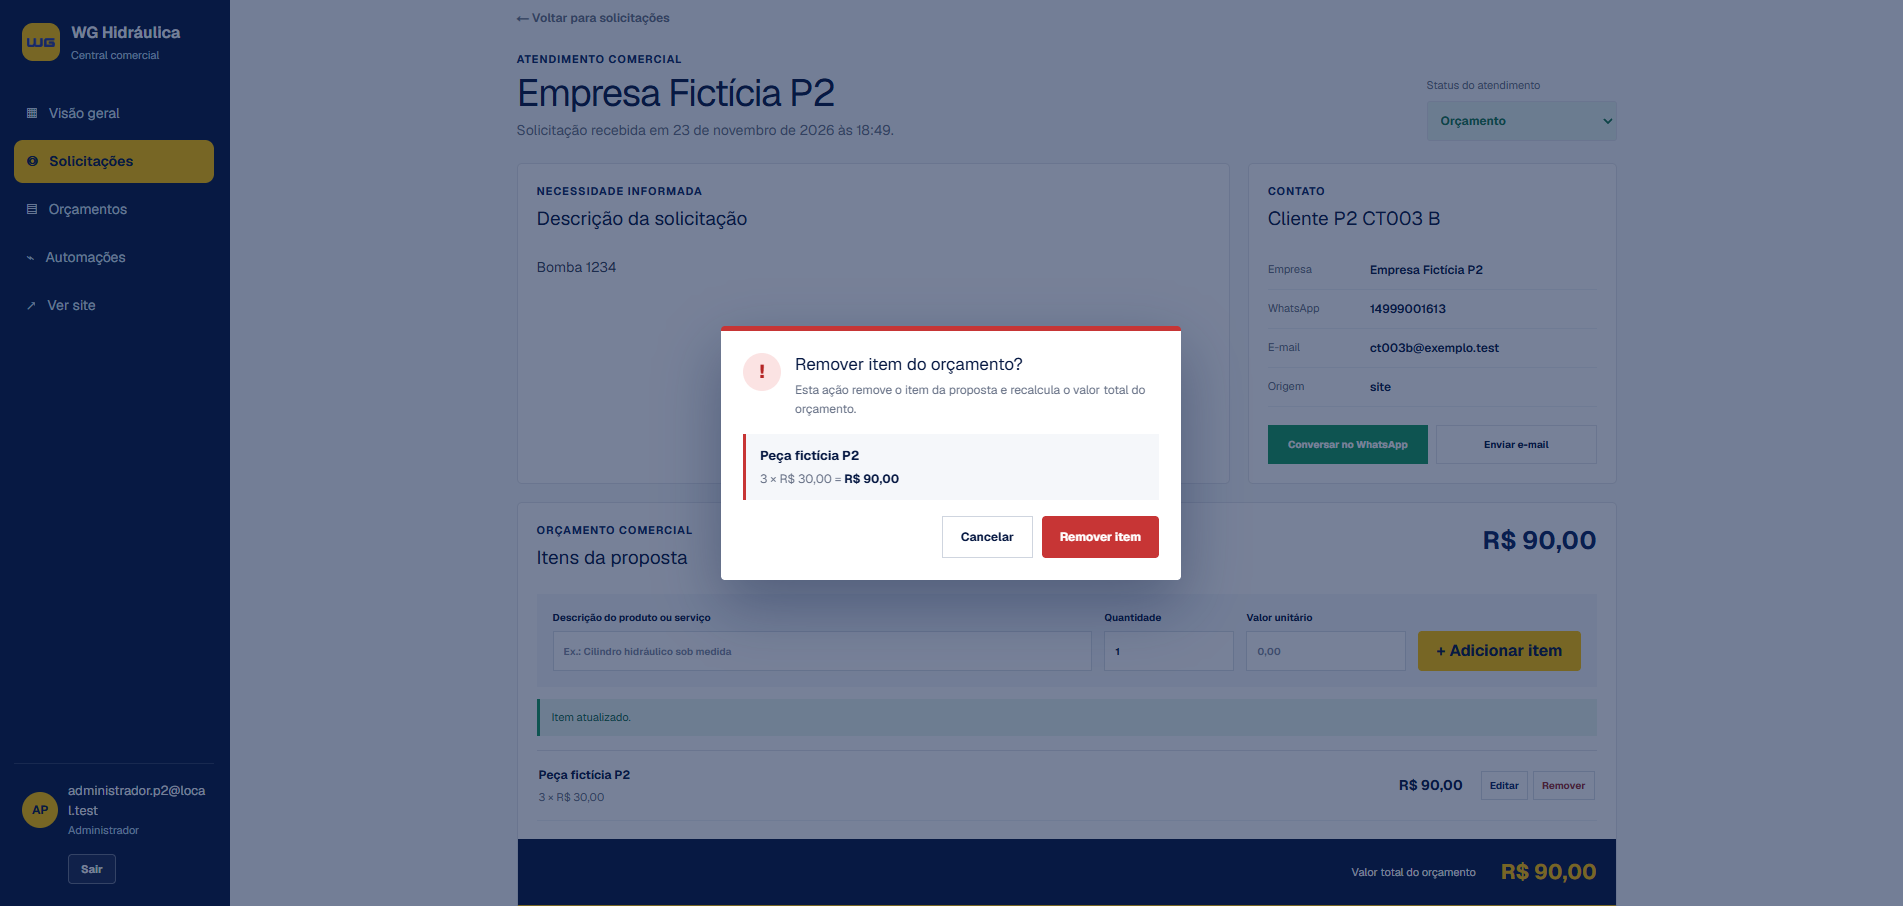 WG
WG Hidráulica
Central comercial
Visão geral
Solicitações
Orçamentos
Automações
Ver site
administrador.p2@loca
l.test
AP
Administrador
Sair
← Voltar para solicitações
ATENDIMENTO COMERCIAL
Empresa Fictícia P2
Solicitação recebida em 23 de novembro de 2026 às 18:49.
Status do atendimento
Orçamento
NECESSIDADE INFORMADA
Descrição da solicitação
Bomba 1234
CONTATO
Cliente P2 CT003 B
Empresa Empresa Fictícia P2
WhatsApp 14999001613
E-mail ct003b@exemplo.test
Origem site
Conversar no WhatsApp Enviar e-mail
!
Remover item do orçamento?
Esta ação remove o item da proposta e recalcula o valor total do
orçamento.
Peça fictícia P2
3 × R$ 30,00 = R$ 90,00
Cancelar Remover item
ORÇAMENTO COMERCIAL
Itens da proposta
R$ 90,00
Descrição do produto ou serviço Quantidade Valor unitário
Ex.: Cilindro hidráulico sob medida 1 0,00 + Adicionar item
Item atualizado.
Peça fictícia P2
3 × R$ 30,00
R$ 90,00 Editar Remover
Valor total do orçamento R$ 90,00